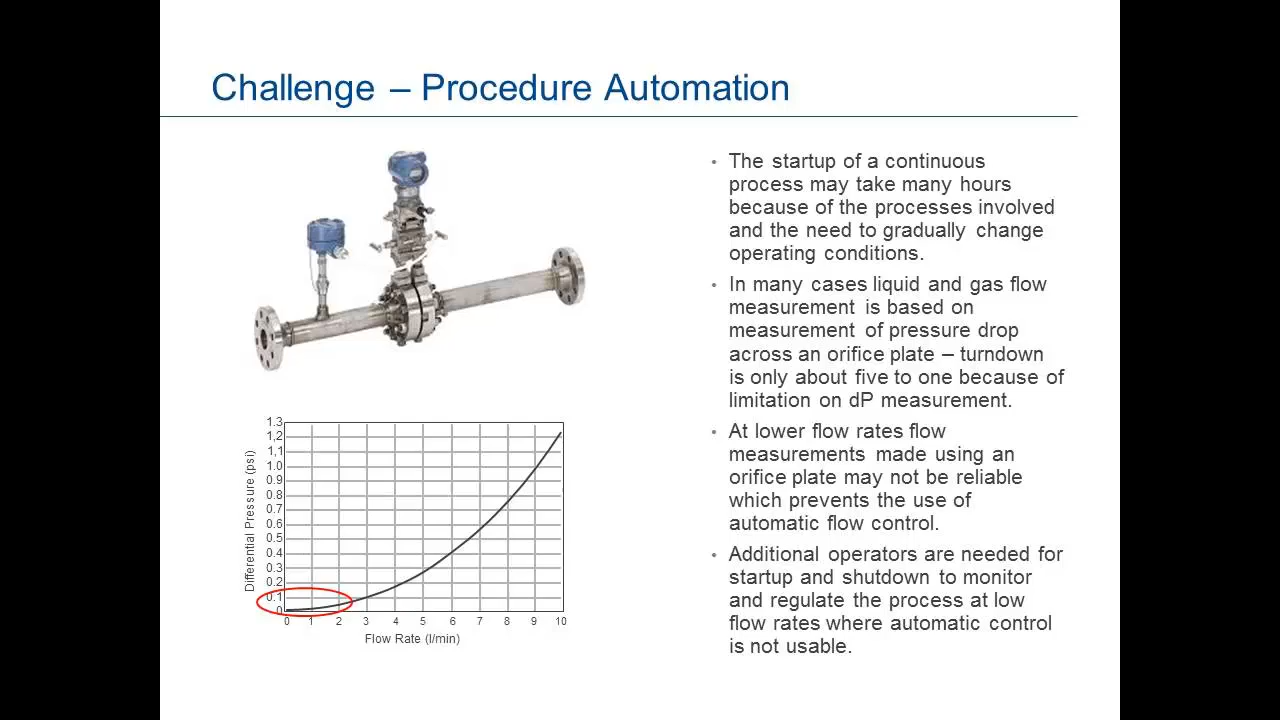 Challenge – Procedure Automation
• The startup of a continuous
process may take many hours
because of the processes involved
and the need to gradually change
operating conditions.
• In many cases liquid and gas flow
measurement is based on
measurement of pressure drop
across an orifice plate – turndown
is only about five to one because of
limitation on dP measurement.
• At lower flow rates flow
measurements made using an
orifice plate may not be reliable
which prevents the use of
automatic flow control.
• Additional operators are needed for
startup and shutdown to monitor
and regulate the process at low
flow rates where automatic control
is not usable.
Differential Pressure (psi)
1.3
1,2
1,1
1.0
0.9
0.8
0.7
0.6
0.5
0.4
0.3
0.2
0.1
0
0 1 2 3 4 5 6 7 8 9 10
Flow Rate (l/min)